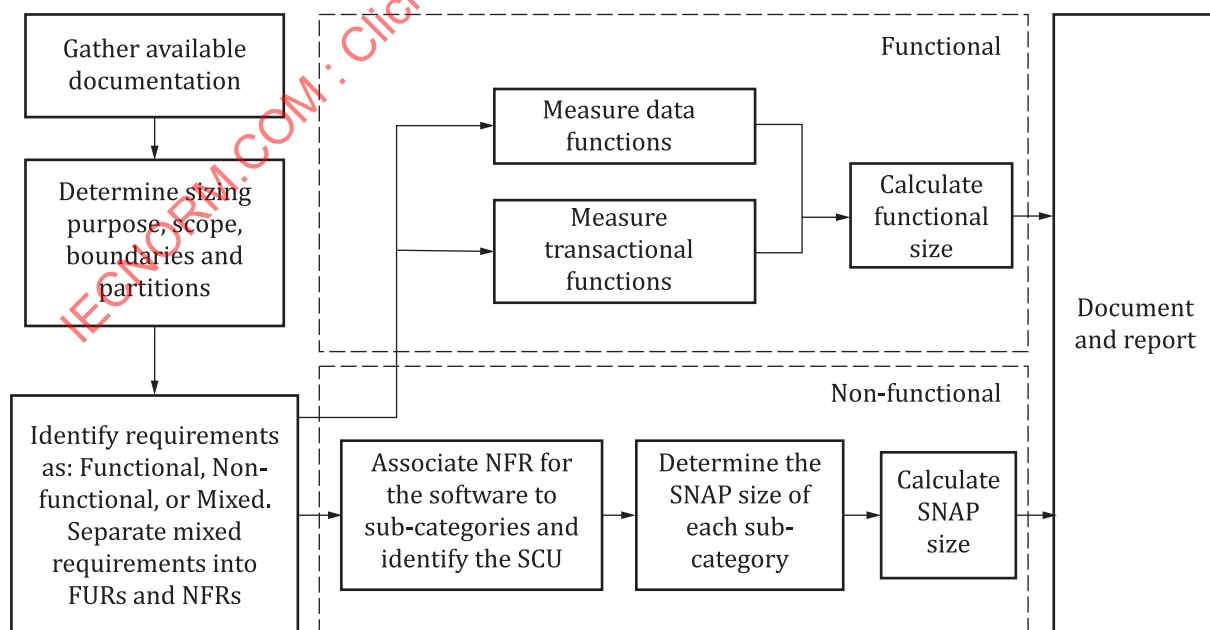 Gather available
documentation
Determine sizing
purpose, scope,
boundaries and
partitions
Identify requirements
as: Functional, Non-
functional, or Mixed.
Separate mixed
requirements into
FURs and NFRs
Functional
Measure data
functions
Measure
transactional
functions
Calculate
functional
size
Non-functional
Associate NFR for
the software to
sub-categories and
identify the SCU
Determine the
SNAP size of
each sub-
category
Calculate
SNAP
size
Document
and report
IECNORM.COM : Clic